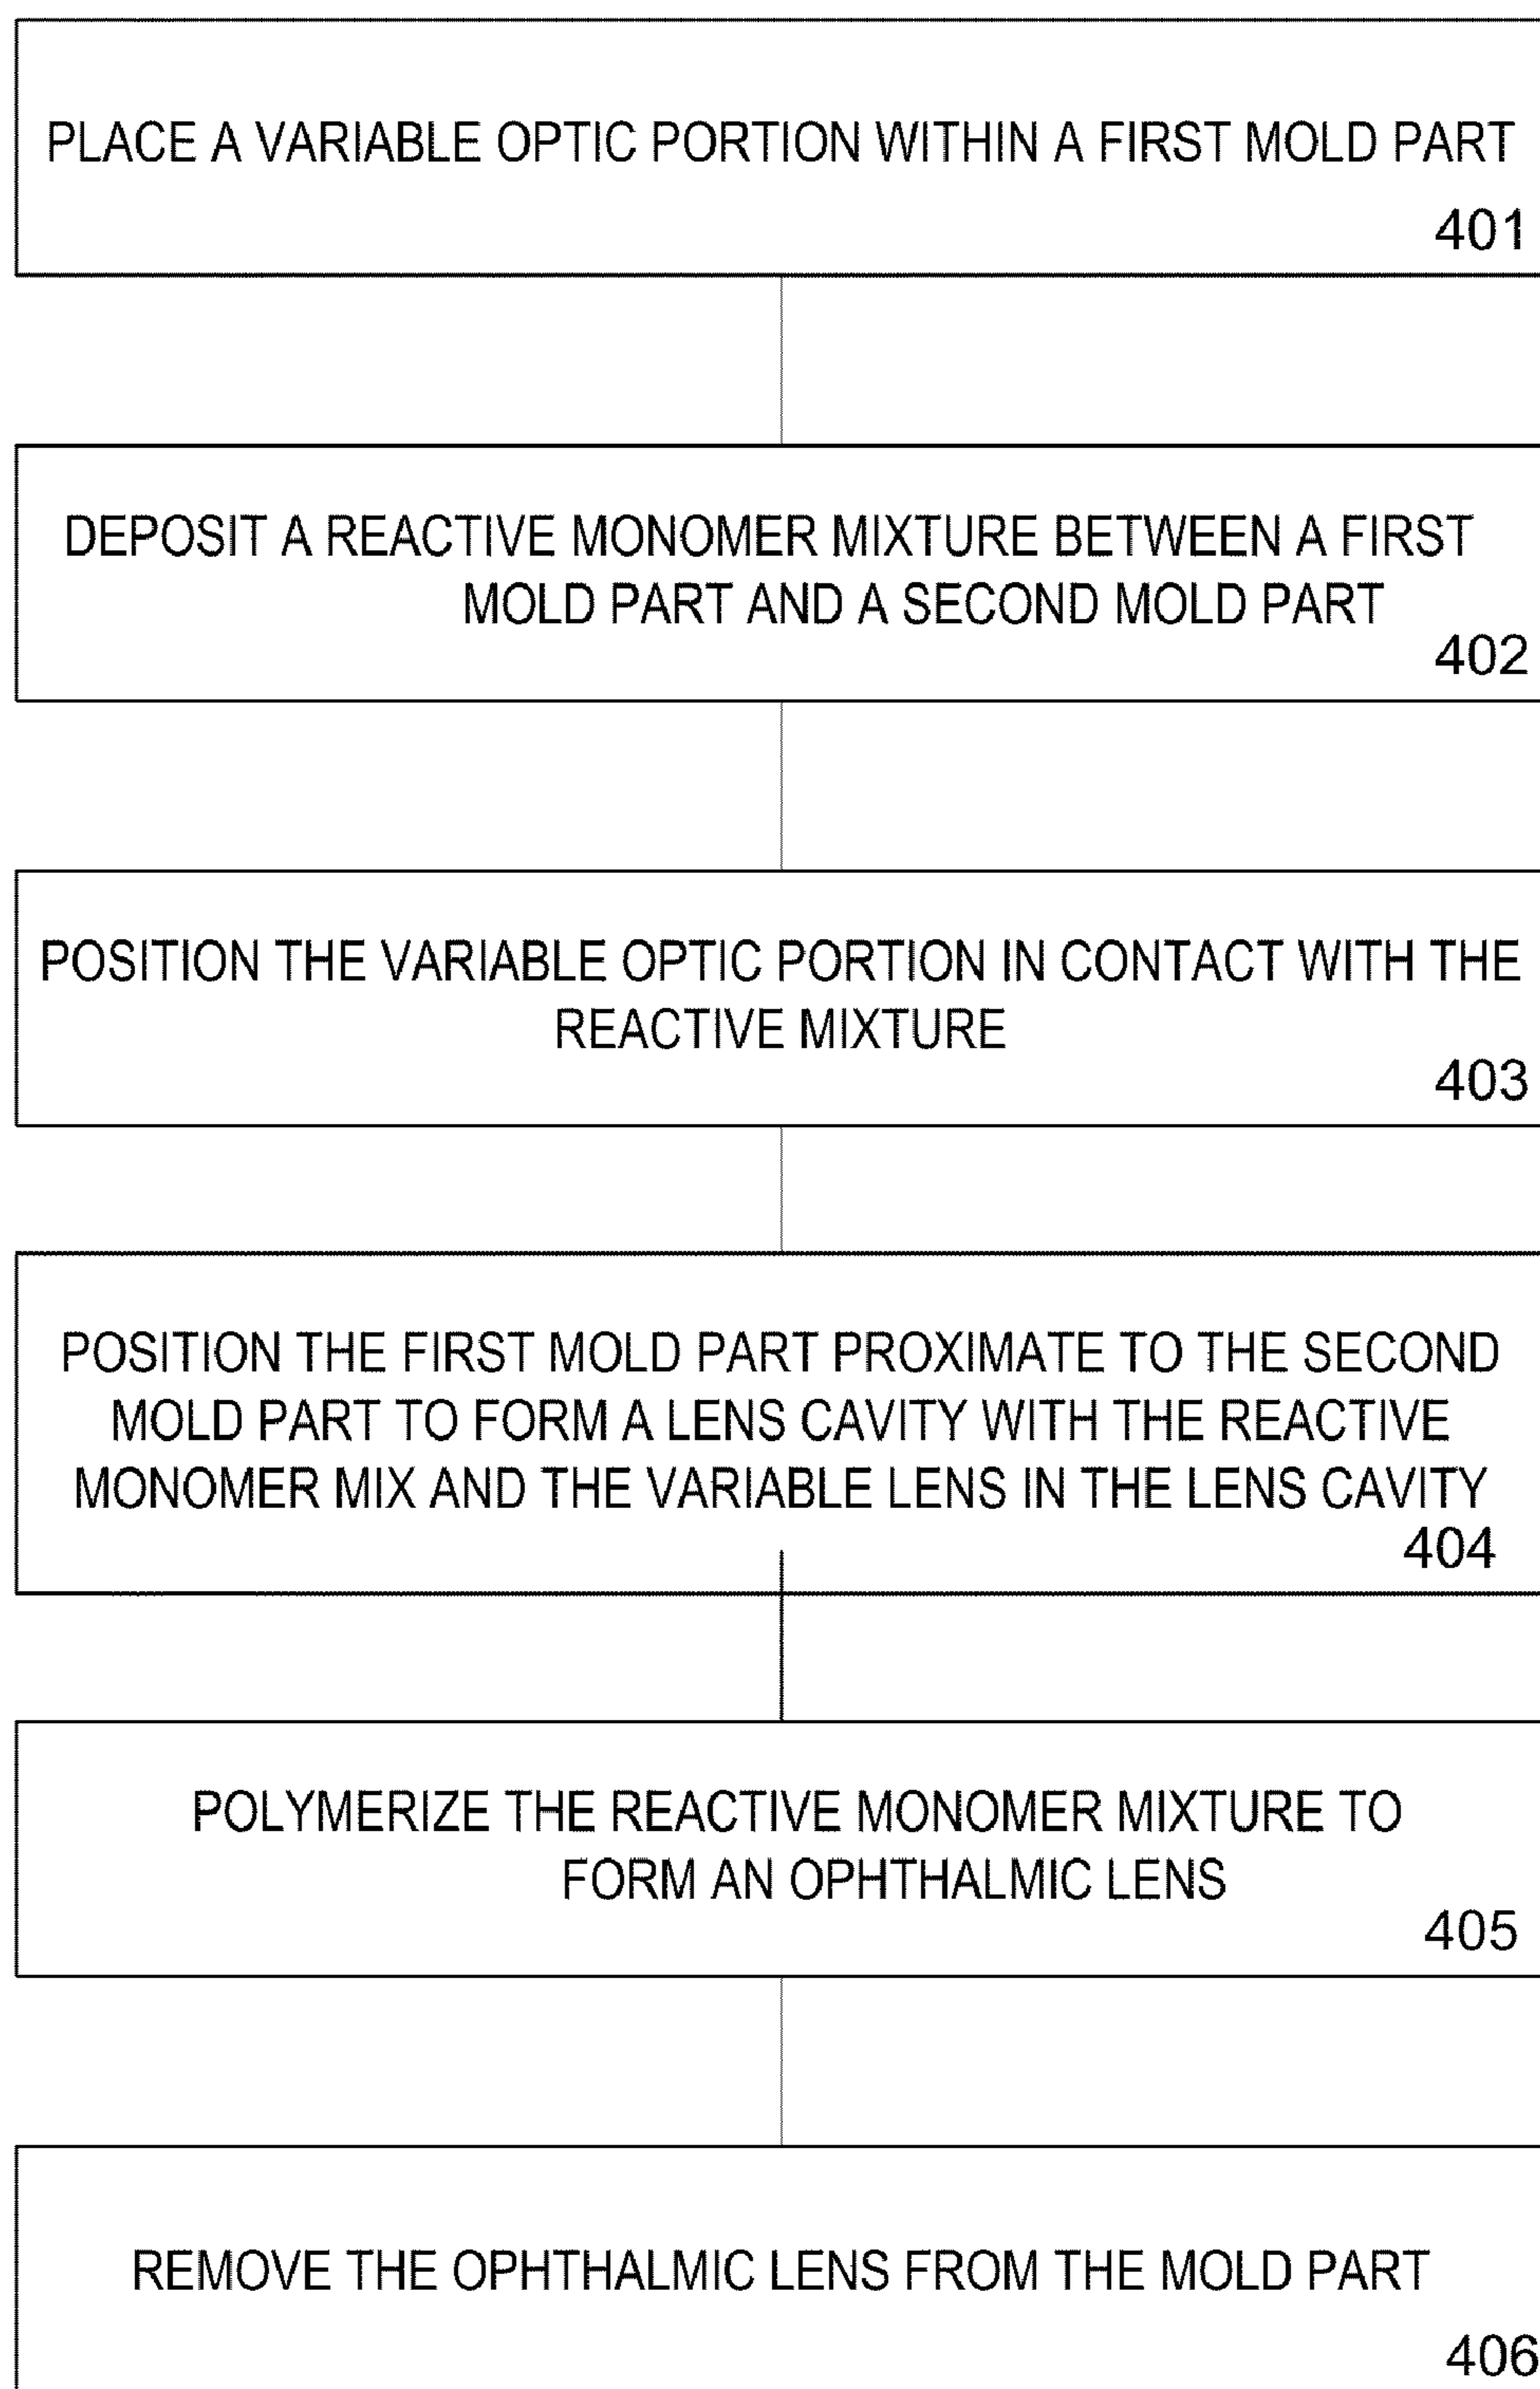 PLACE A VARIABLE OPTIC PORTION WITHIN A FIRST MOLD PART
401
DEPOSIT A REACTIVE MONOMER MIXTURE BETWEEN A FIRST
MOLD PART AND A SECOND MOLD PART
402
POSITION THE VARIABLE OPTIC PORTION IN CONTACT WITH THE
REACTIVE MIXTURE
403
POSITION THE FIRST MOLD PART PROXIMATE TO THE SECOND
MOLD PART TO FORM A LENS CAVITY WITH THE REACTIVE
MONOMER MIX AND THE VARIABLE LENS IN THE LENS CAVITY
404
POLYMERIZE THE REACTIVE MONOMER MIXTURE TO
FORM AN OPHTHALMIC LENS
405
REMOVE THE OPHTHALMIC LENS FROM THE MOLD PART
406